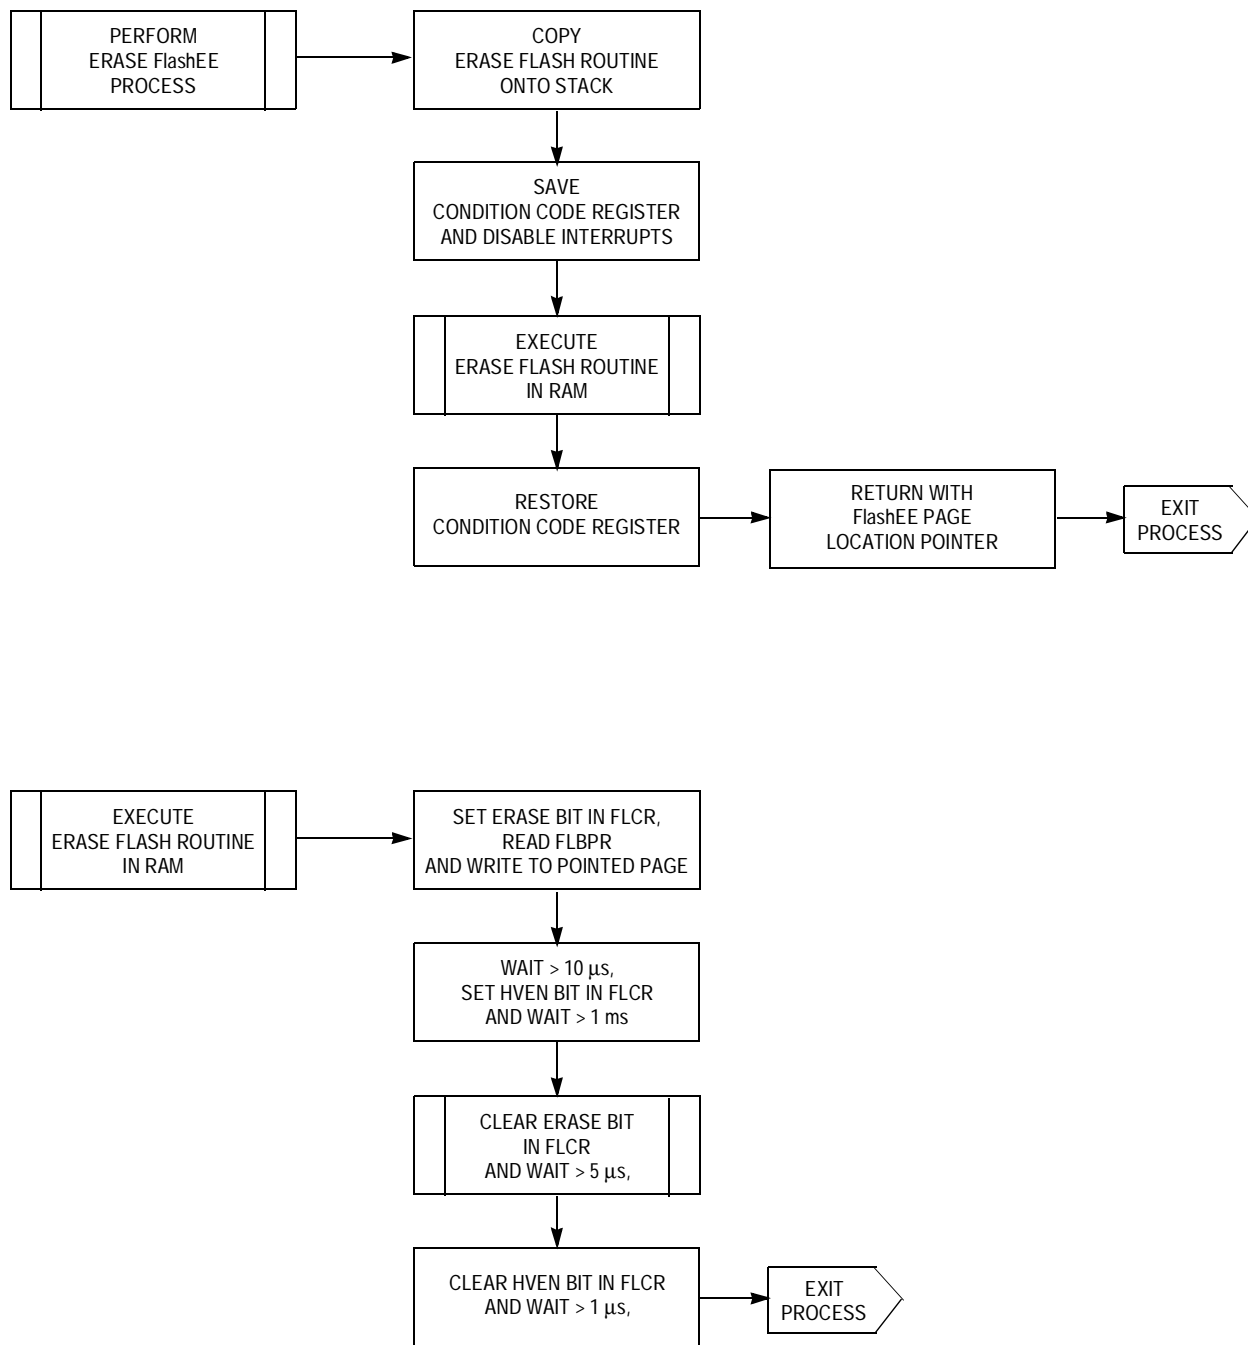 PERFORM
ERASE FlashEE
PROCESS
COPY
ERASE FLASH ROUTINE
ONTO STACK
SAVE
CONDITION CODE REGISTER
AND DISABLE INTERRUPTS
EXECUTE
ERASE FLASH ROUTINE
IN RAM
RESTORE
CONDITION CODE REGISTER
RETURN WITH
FlashEE PAGE
LOCATION POINTER
EXIT
PROCESS
EXECUTE
ERASE FLASH ROUTINE
IN RAM
SET ERASE BIT IN FLCR,
READ FLBPR
AND WRITE TO POINTED PAGE
WAIT > 10 μs,
SET HVEN BIT IN FLCR
AND WAIT > 1 ms
CLEAR ERASE BIT
IN FLCR
AND WAIT > 5 μs,
CLEAR HVEN BIT IN FLCR
AND WAIT > 1 μs,
EXIT
PROCESS